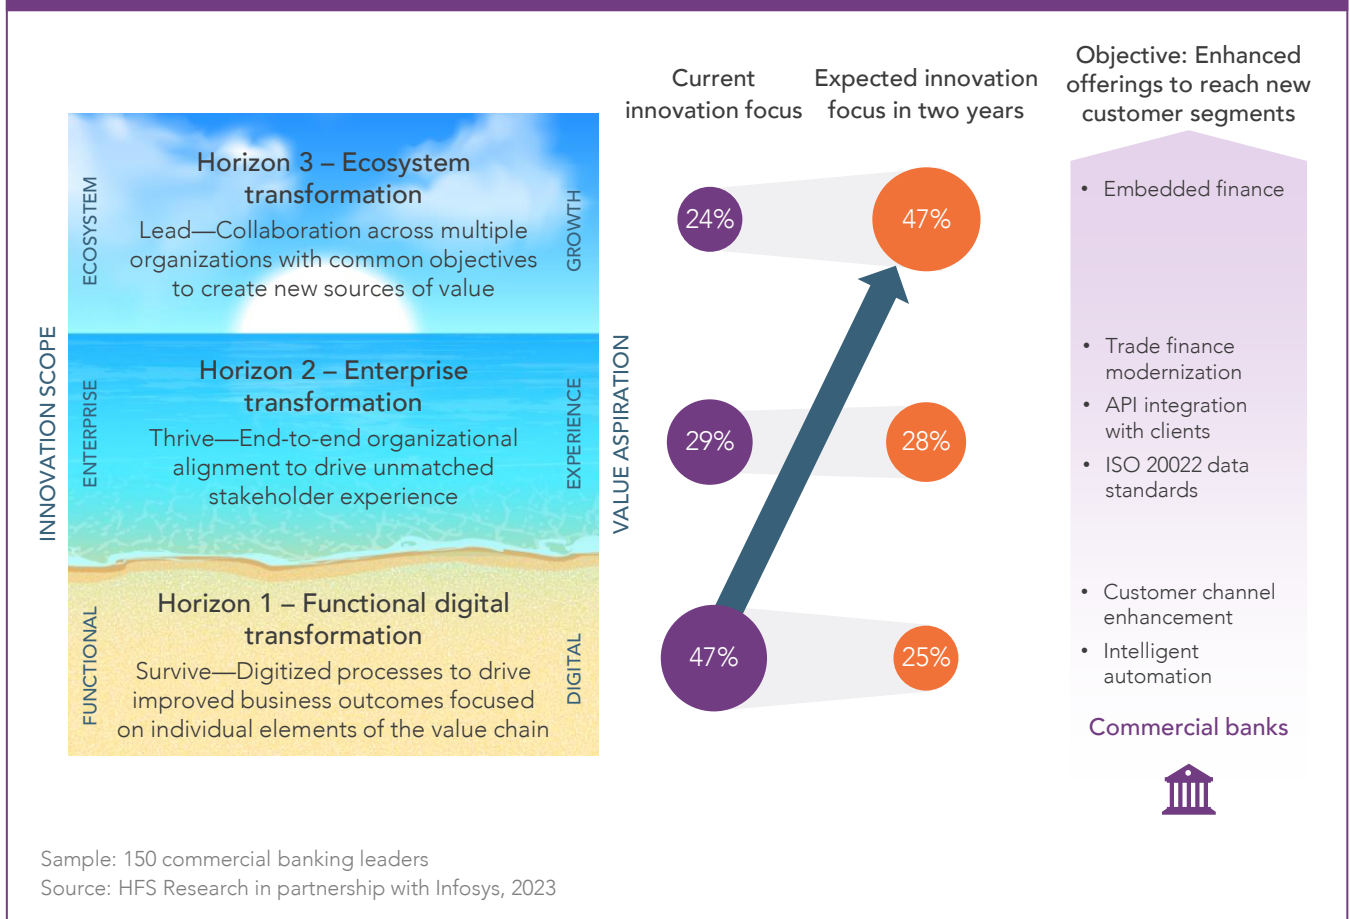 Current
innovation focus
Expected innovation
focus in two years
Objective: Enhanced
offerings to reach new
customer segments
INNOVATION SCOPE
VALUE ASPIRATION
ECOSYSTEM
Horizon 3 – Ecosystem
transformation
Lead—Collaboration across multiple
organizations with common objectives
to create new sources of value
GROWTH
24%
47%
• Embedded finance
ENTERPRISE
Horizon 2 – Enterprise
transformation
Thrive—End-to-end organizational
alignment to drive unmatched
stakeholder experience
EXPERIENCE
29%
28%
• Trade finance
modernization
• API integration
with clients
• ISO 20022 data
standards
FUNCTIONAL
Horizon 1 – Functional digital
transformation
Survive—Digitized processes to drive
improved business outcomes focused
on individual elements of the value chain
DIGITAL
47%
25%
• Customer channel
enhancement
• Intelligent
automation
Commercial banks
Sample: 150 commercial banking leaders
Source: HFS Research in partnership with Infosys, 2023